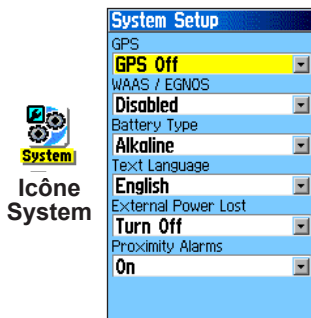 System
Icône
System
System Setup
GPS
GPS Off
WAAS / EGNOS
Disabled
Battery Type
Alkaline
Text Language
English
External Power Lost
Turn Off
Proximity Alarms
On